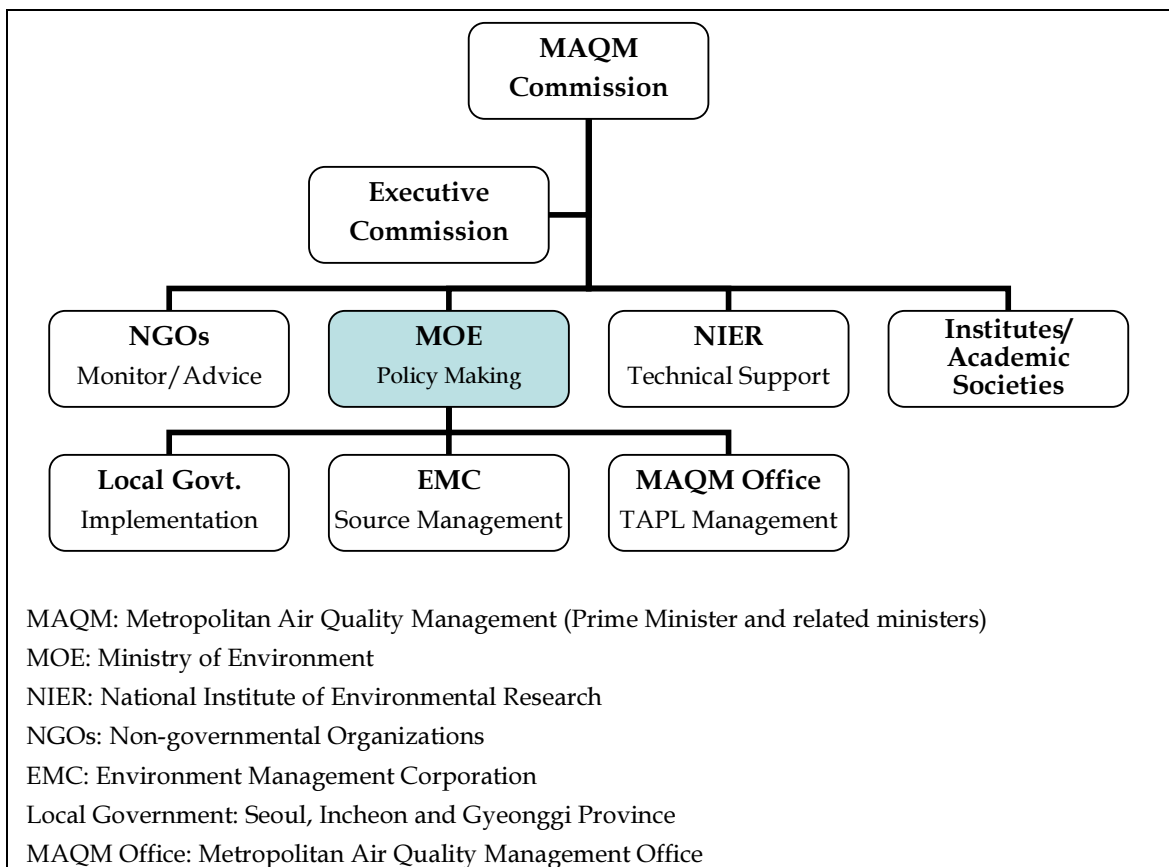 MAQM
Commission
Executive
Commission
NGOs
Monitor/Advice
MOE
Policy Making
NIER
Technical Support
Institutes/
Academic
Societies
Local Govt.
Implementation
EMC
Source Management
MAQM Office
TAPL Management
MAQM: Metropolitan Air Quality Management (Prime Minister and related ministers)
MOE: Ministry of Environment
NIER: National Institute of Environmental Research
NGOs: Non-governmental Organizations
EMC: Environment Management Corporation
Local Government: Seoul, Incheon and Gyeonggi Province
MAQM Office: Metropolitan Air Quality Management Office